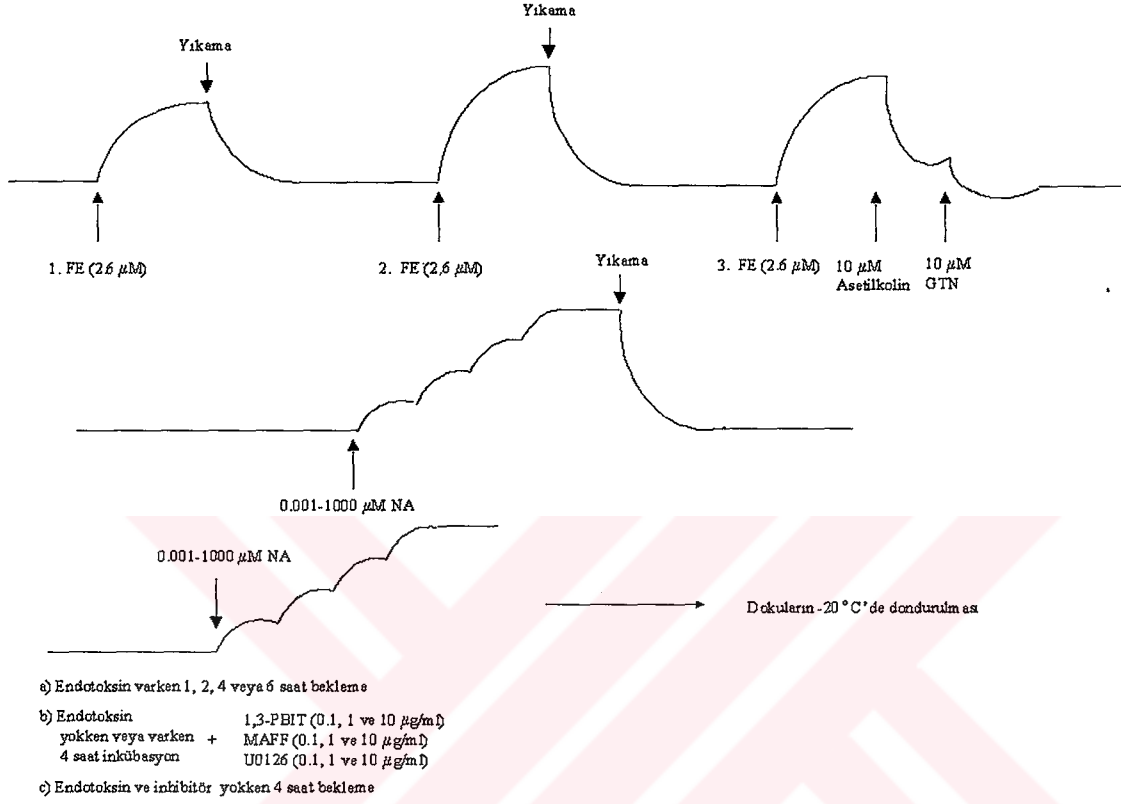 Yıkama
Yıkama
1. FE (2.6 µM)
2. FE (2,6 µM)
3. FE (2.6 µM)
10 µM
Asetilkolin
10 µM
GTN
Yıkama
0.001-1000 µM NA
0.001-1000 µM NA
Dokuların -20°C'de dondurulması
a) Endotoksin varken 1, 2, 4 veya 6 saat bekleme
b) Endotoksin 1,3-PBIT (0.1, 1 ve 10 µg/ml)
yokken veya varken + MAFF (0.1, 1 ve 10 µg/ml)
4 saat inkübasyon U0126 (0.1, 1 ve 10 µg/ml)
c) Endotoksin ve inhibitör yokken 4 saat bekleme